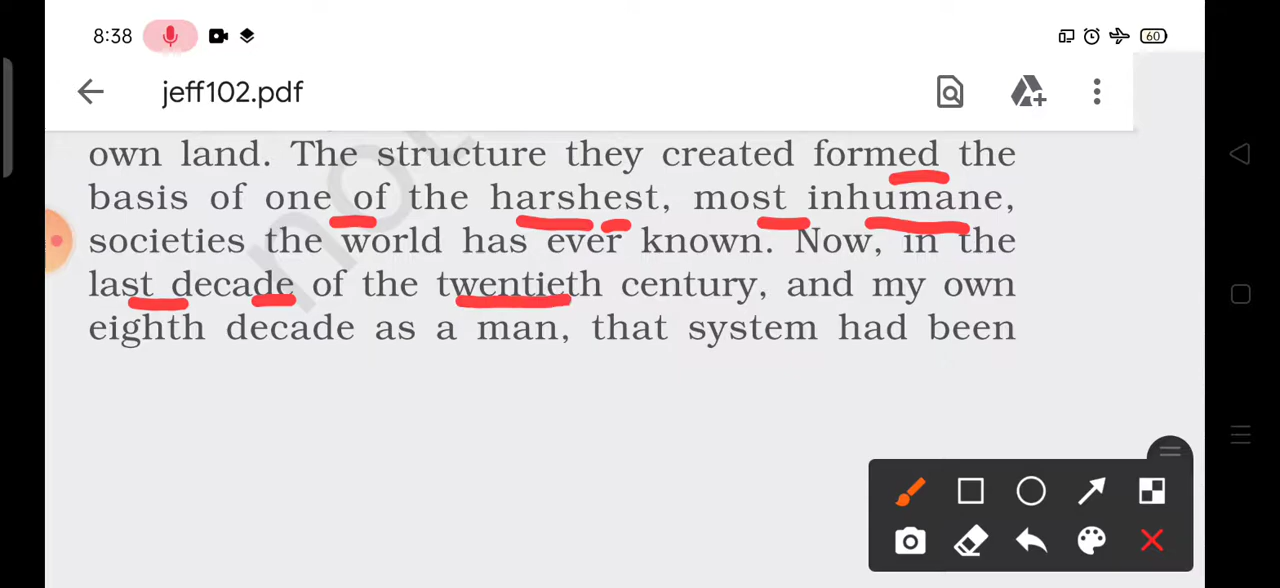 8:38
60
jeff102.pdf
own land. The structure they created formed the
basis of one of the harshest, most inhumane,
societies the world has ever known. Now, in the
last decade of the twentieth century, and my own
eighth decade as a man, that system had been
not